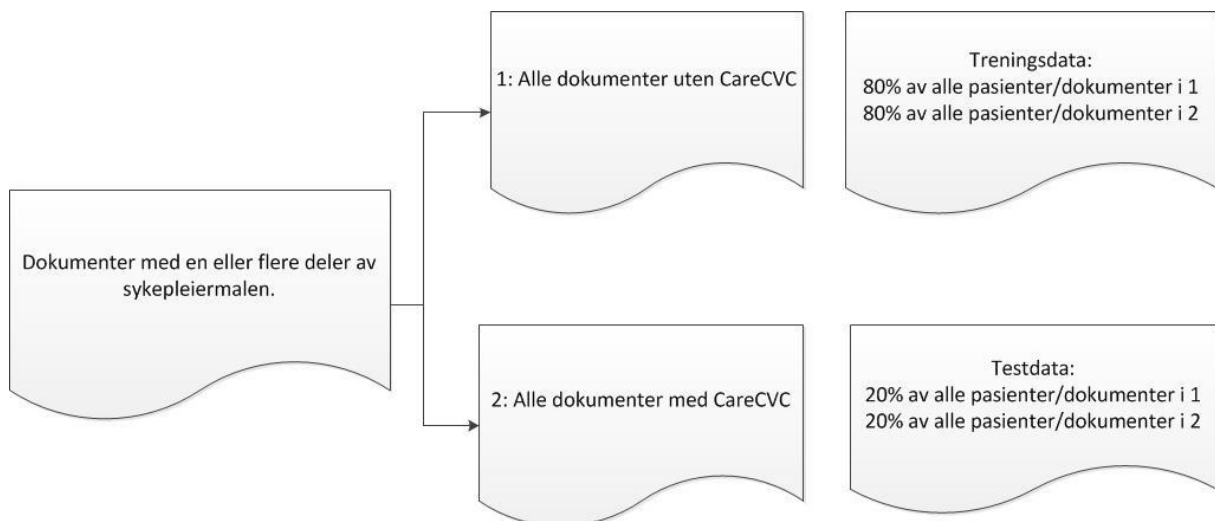 Dokumenter med en eller flere deler av
sykepleiermalen.
1: Alle dokumenter uten CareCVC
2: Alle dokumenter med CareCVC
Treningsdata:
80% av alle pasienter/dokumenter i 1
80% av alle pasienter/dokumenter i 2
Testdata:
20% av alle pasienter/dokumenter i 1
20% av alle pasienter/dokumenter i 2